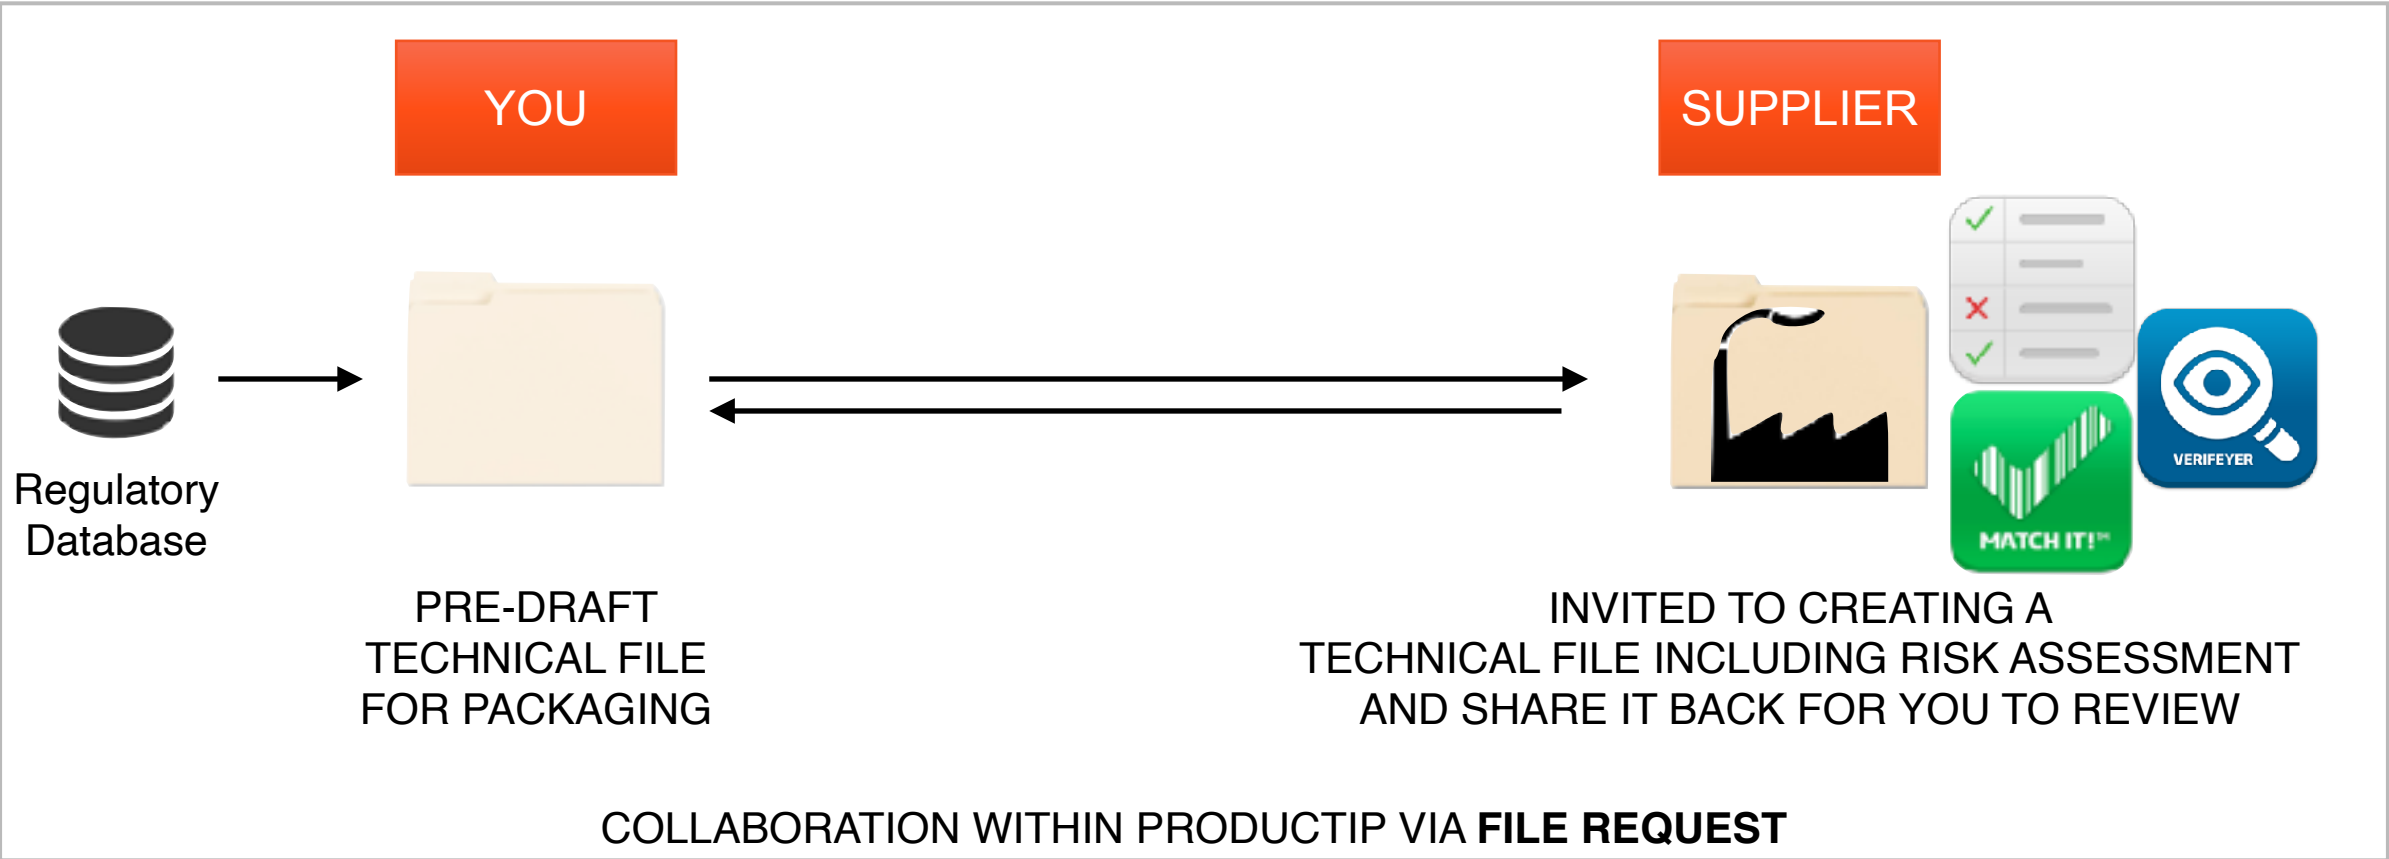 YOU
SUPPLIER
Regulatory
Database
VERIFEYER
MATCH IT!™
PRE-DRAFT
TECHNICAL FILE
FOR PACKAGING
INVITED TO CREATING A
TECHNICAL FILE INCLUDING RISK ASSESSMENT
AND SHARE IT BACK FOR YOU TO REVIEW
COLLABORATION WITHIN PRODUCTIP VIA FILE REQUEST